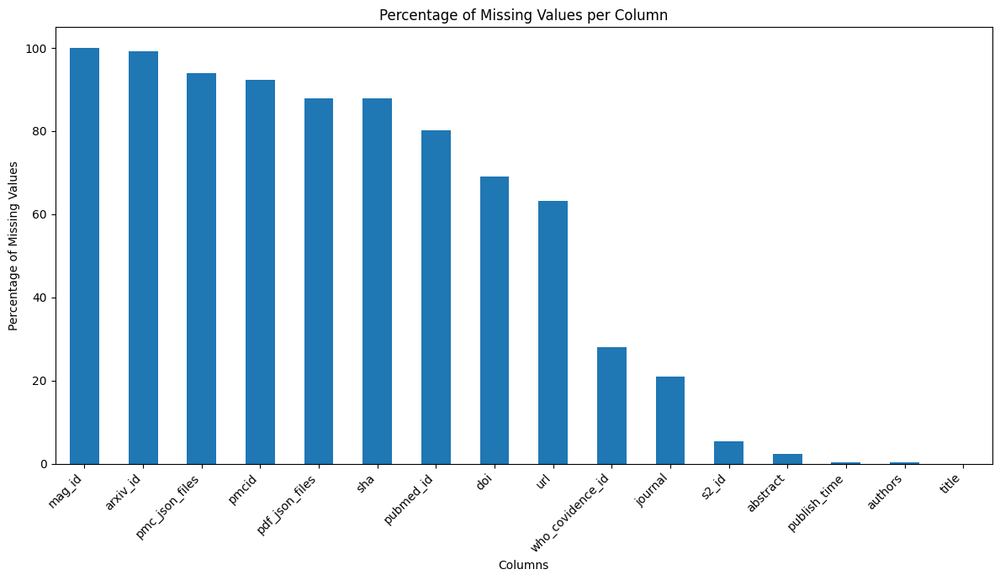 Percentage of Missing Values per Column
Percentage of Missing Values
100
80
60
40
20
0
mag_id
arxiv_id
pmc_json_files
pmcid
pdf_json_files
sha
pubmed_id
doi
url
who_covidence_id
journal
s2_id
abstract
publish_time
authors
title
Columns